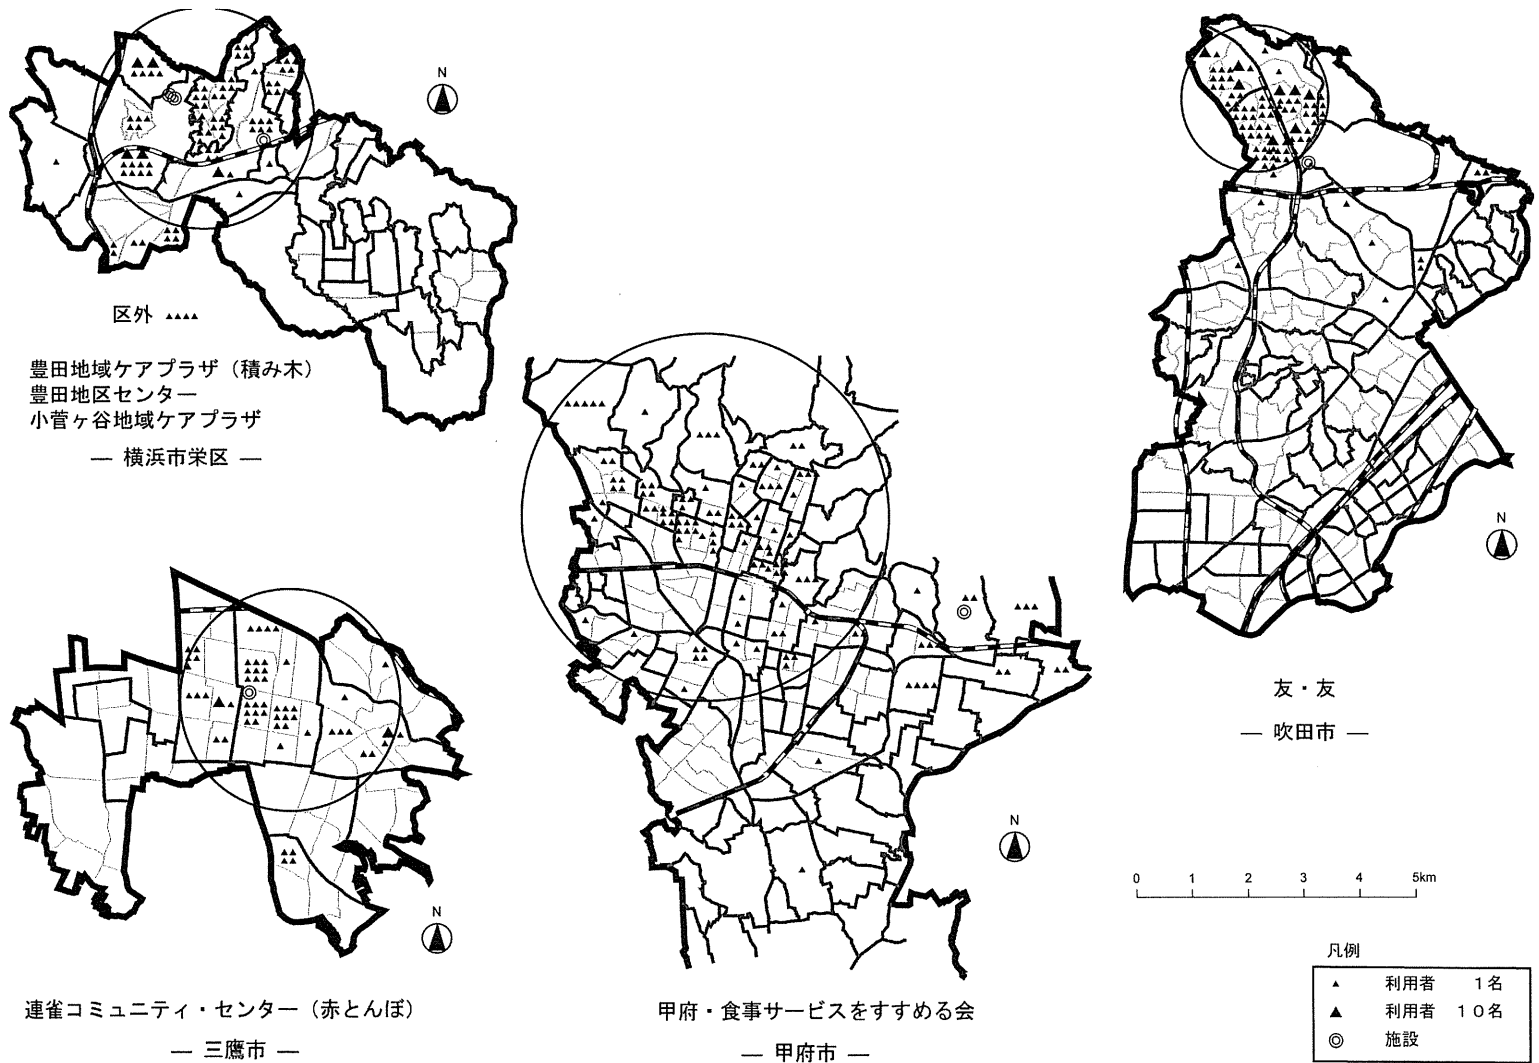 N
区外
豊田地域ケアプラザ（積み木）
豊田地区センター
小菅ヶ谷地域ケアプラザ
― 横浜市栄区 ―
N
友・友
― 吹田市 ―
N
連雀コミュニティ・センター（赤とんぼ）
― 三鷹市 ―
N
甲府・食事サービスをすすめる会
― 甲府市 ―
0 1 2 3 4 5km
凡例
利用者 1名
利用者 10名
施設